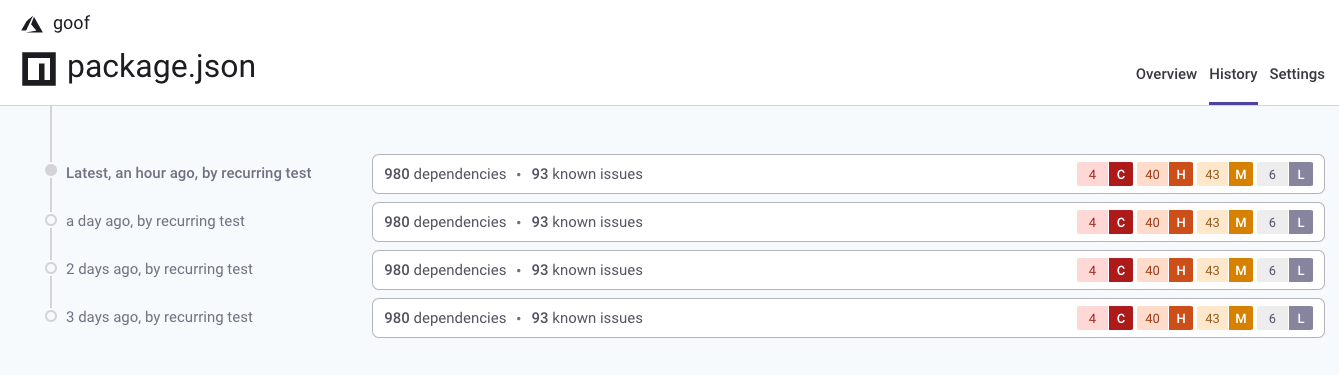 goof
package.json
Overview History Settings
Latest, an hour ago, by recurring test 980 dependencies • 93 known issues 4 C 40 H 43 M 6 L
a day ago, by recurring test 980 dependencies • 93 known issues 4 C 40 H 43 M 6 L
2 days ago, by recurring test 980 dependencies • 93 known issues 4 C 40 H 43 M 6 L
3 days ago, by recurring test 980 dependencies • 93 known issues 4 C 40 H 43 M 6 L